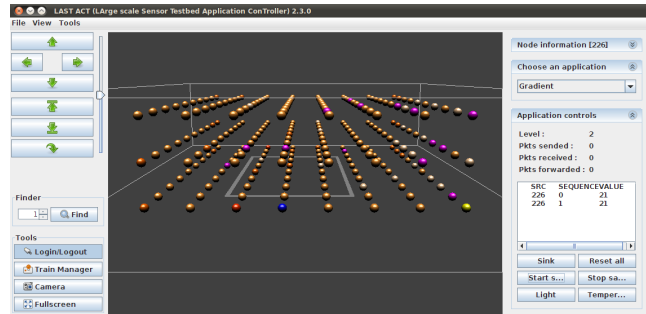 LAST ACT (LArge scale Sensor Testbed Application ConTroller) 2.3.0
File View Tools
Finder
1 Find
Tools
Login/Logout
Train Manager
Camera
Fullscreen
Node information [226]
Choose an application
Gradient
Application controls
Level : 2
Pkts sended : 0
Pkts received : 0
Pkts forwarded : 0
SRC SEQUENCEVALUE
226 0 21
226 1 21
Sink Reset all
Start s... Stop sa...
Light Temper...